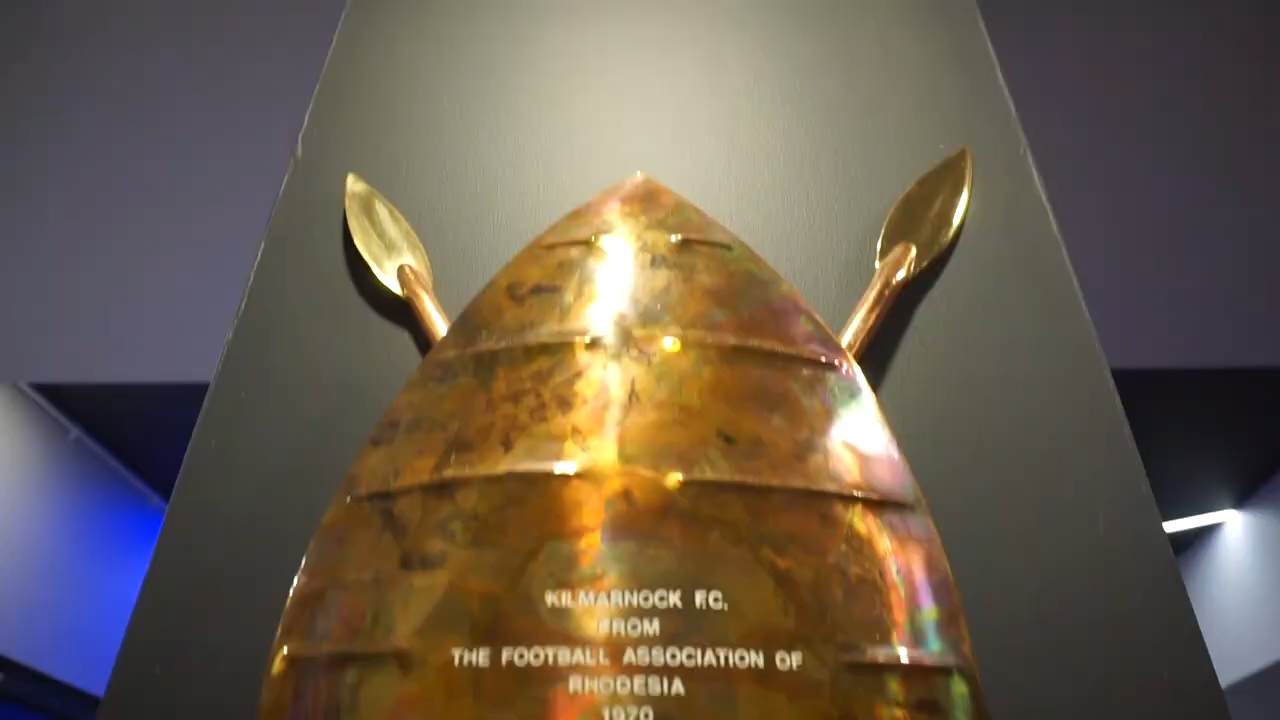 KILMARNOCK F.C.
FROM
THE FOOTBALL ASSOCIATION OF
RHODESIA
1970